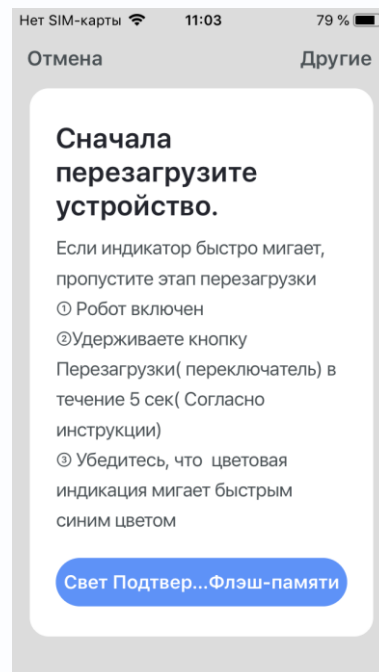 Нет SIM-карты 11:03 79 %
Отмена Другие
Сначала
перезагрузите
устройство.
Если индикатор быстро мигает,
пропустите этап перезагрузки
① Робот включен
②Удерживаете кнопку
Перезагрузки( переключатель) в
течение 5 сек( Согласно
инструкции)
③ Убедитесь, что цветовая
индикация мигает быстрым
синим цветом
Свет Подтвер...Флэш-памяти